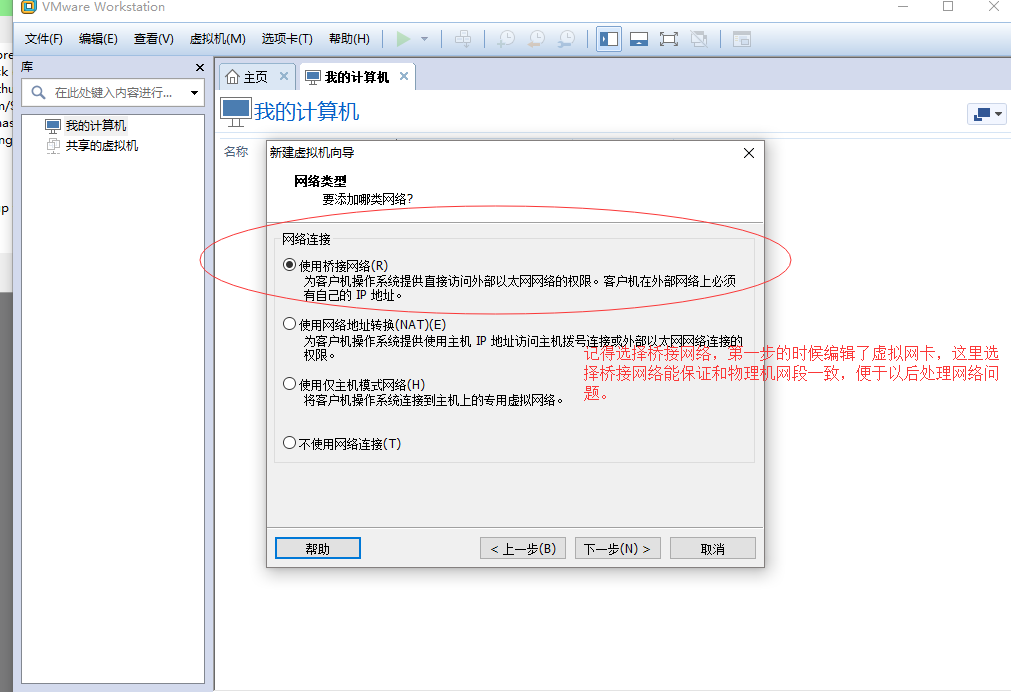 VMware Workstation
文件(F) 编辑(E) 查看(V) 虚拟机(M) 选项卡(T) 帮助(H)
库
在此处键入内容进行...
我的计算机
共享的虚拟机
主页
我的计算机
我的计算机
名称
新建虚拟机向导
网络类型
要添加哪类网络?
网络连接
使用桥接网络(R)
为客户机操作系统提供直接访问外部以太网网络的权限。客户机在外部网络上必须
有自己的 IP 地址。
使用网络地址转换(NAT)(E)
为客户机操作系统提供使用主机 IP 地址访问主机拨号连接或外部以太网网络连接的
权限。
使用仅主机模式网络(H)
将客户机操作系统连接到主机上的专用虚拟网络。
不使用网络连接(T)
记得选择桥接网络，第一步的时候编辑了虚拟网卡，这里选
择桥接网络能保证和物理机网段一致，便于以后处理网络问
题。
帮助
< 上一步(B)
下一步(N) >
取消